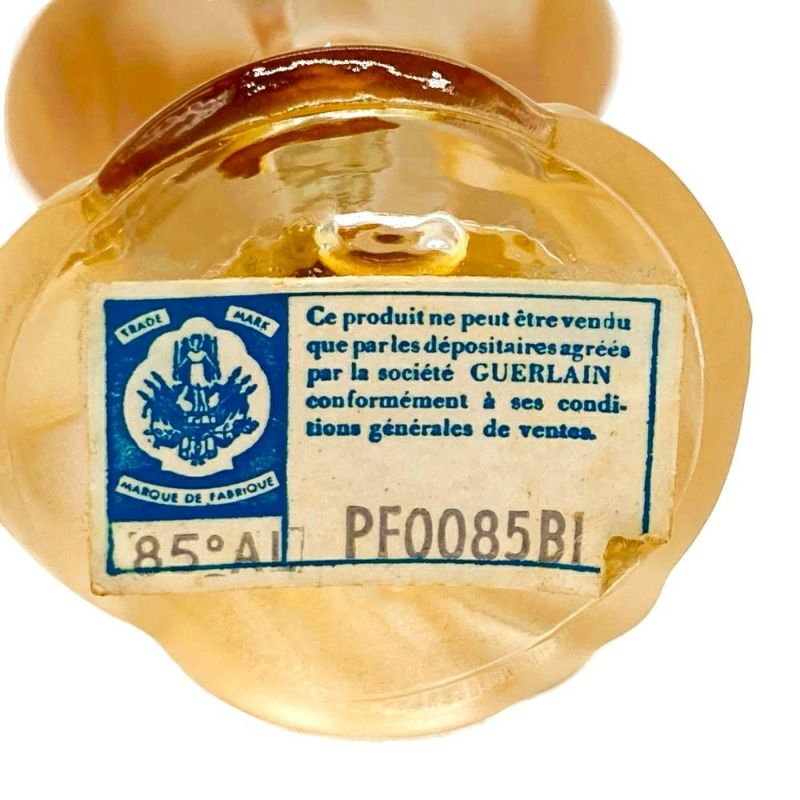 TRADE MARK
MARQUE DE FABRIQUE
85° AL
Ce produit ne peut être vendu
que par les dépositaires agréés
par la société GUERLAIN
conformément à ses condi-
tions générales de ventes.
PF0085BI